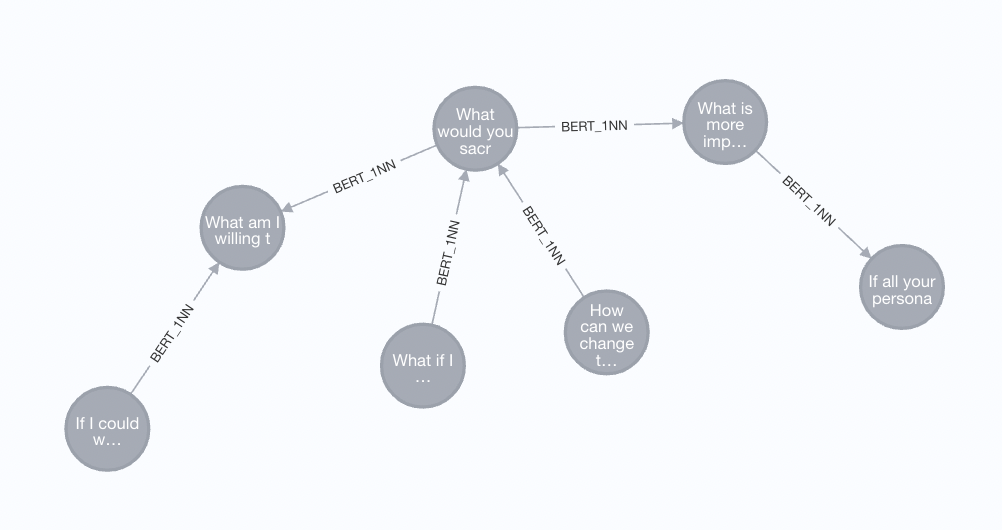 What
would you
sacr
BERT_1NN
What is
more
imp…
BERT_1NN
BERT_1NN
What am I
willing t
BERT_1NN
BERT_1NN
If all your
persona
How
can we
change
t…
BERT_1NN
What if I
…
If I could
w…